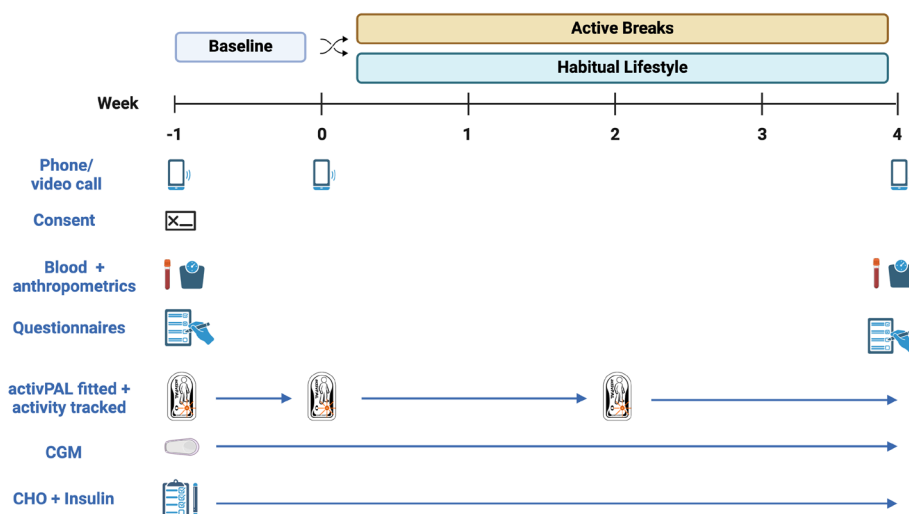 Active Breaks
Baseline
Habitual Lifestyle
Week
-1
0
1
2
3
4
Phone/
video call
Consent
Blood +
anthropometrics
Questionnaires
activPAL fitted +
activity tracked
CGM
CHO + Insulin